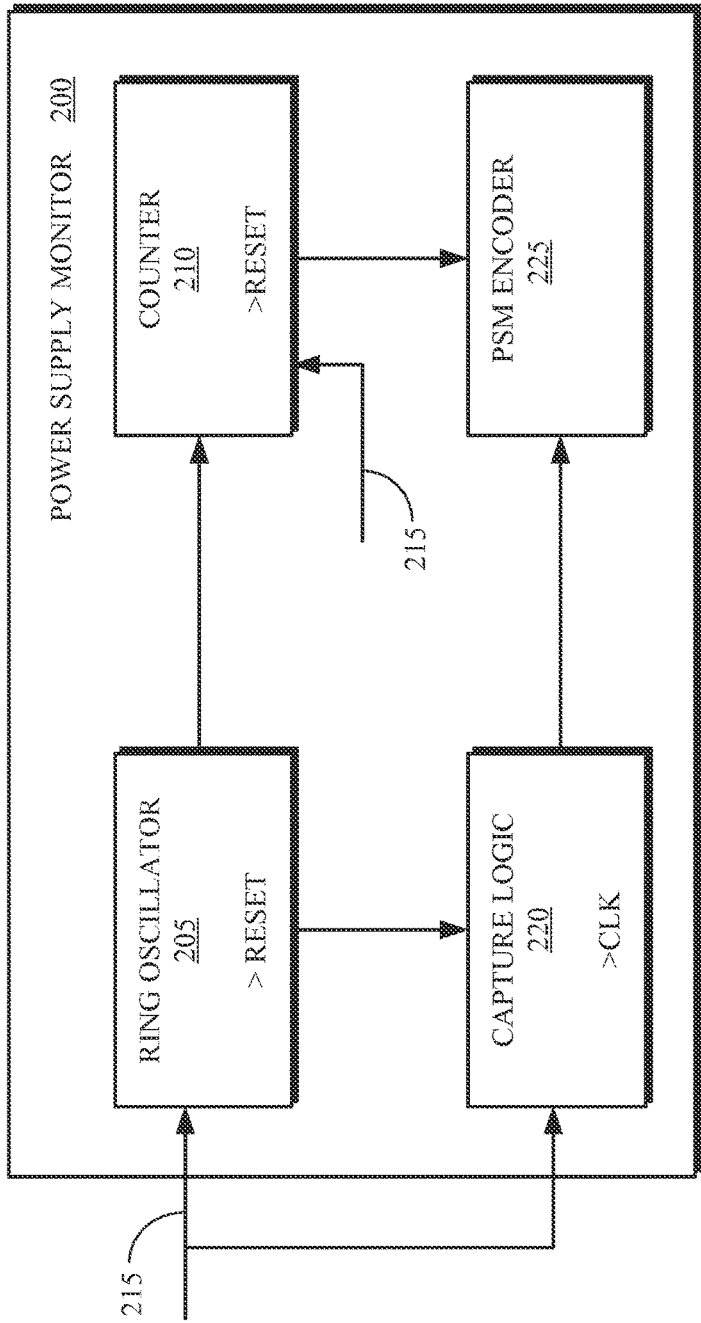 POWER SUPPLY MONITOR 200
215
RING OSCILLATOR
205
> RESET
COUNTER
210
>RESET
215
CAPTURE LOGIC
220
>CLK
PSM ENCODER
225